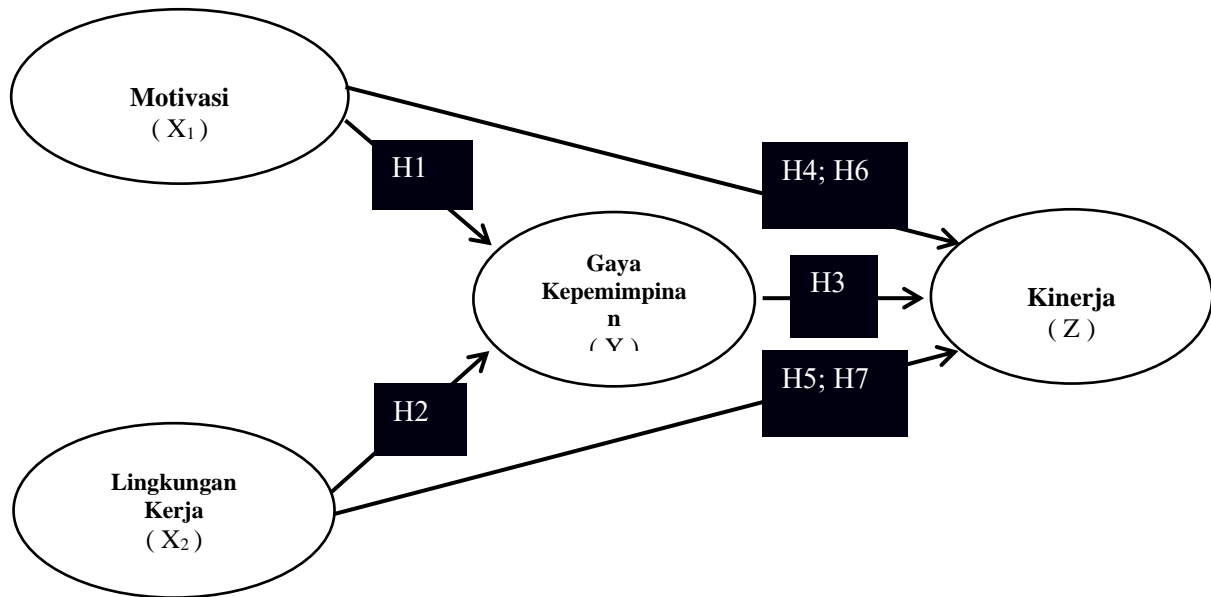 Motivasi
( X₁ )
H1
H4; H6
Gaya
Kepemimpina
n
( Y )
H3
Kinerja
( Z )
H2
H5; H7
Lingkungan
Kerja
( X₂ )